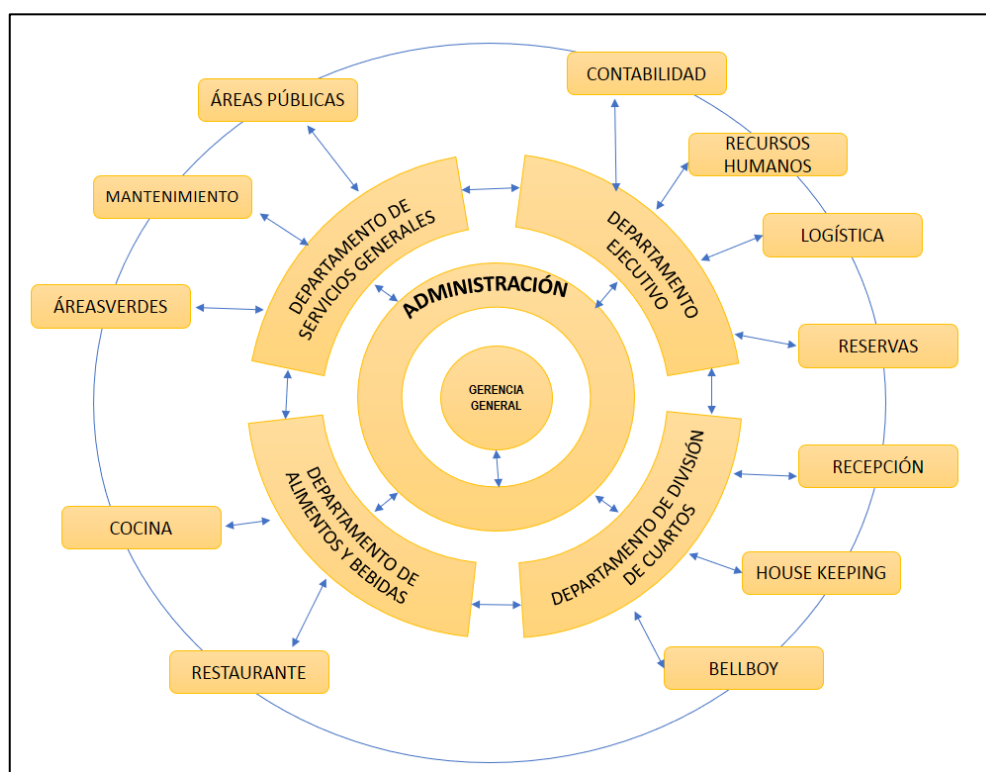 CONTABILIDAD
ÁREAS PÚBLICAS
RECURSOS
HUMANOS
MANTENIMIENTO
LOGÍSTICA
DEPARTAMENTO DE
SERVICIOS GENERALES
DEPARTAMENTO
EJECUTIVO
ADMINISTRACIÓN
ÁREASVERDES
RESERVAS
GERENCIA
GENERAL
RECEPCIÓN
DEPARTAMENTO DE
ALIMENTOS Y BEBIDAS
DEPARTAMENTO DE DIVISIÓN
DE CUARTOS
COCINA
HOUSE KEEPING
RESTAURANTE
BELLBOY